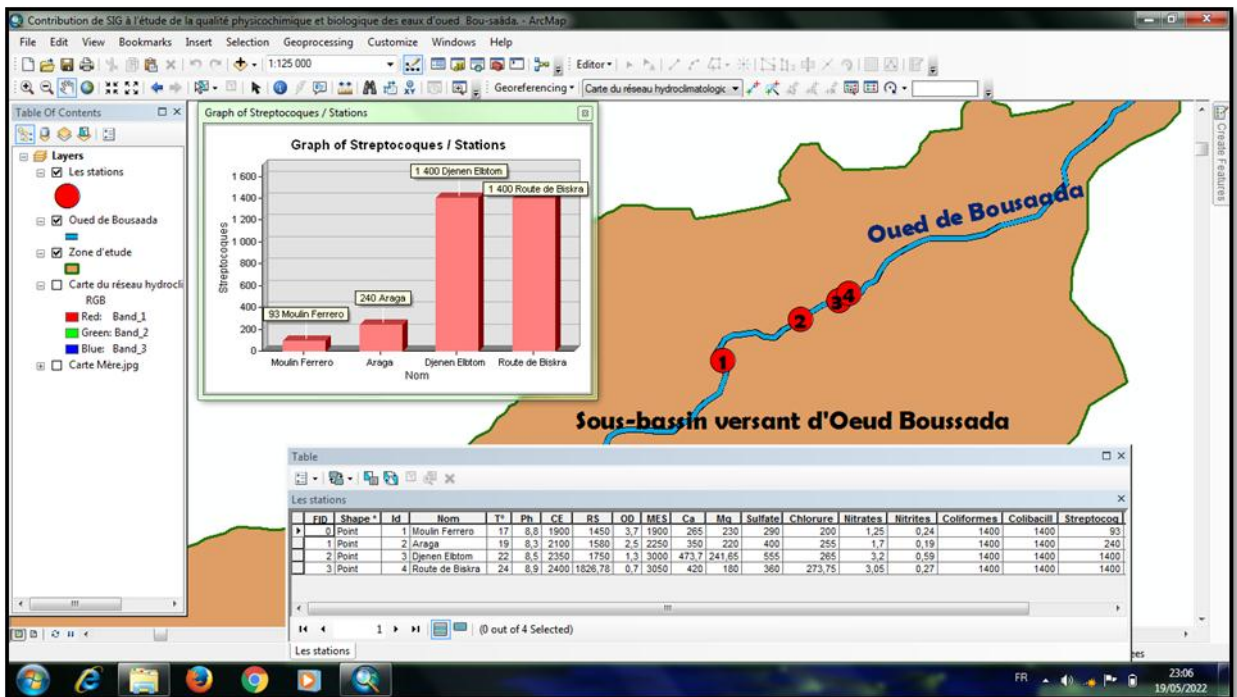 Contribution de SIG à l'étude de la qualité physicochimique et biologique des eaux d'oued Bou-saâda. - ArcMap
File Edit View Bookmarks Insert Selection Geoprocessing Customize Windows Help
1:125 000 Editor
Georeferencing Carte du réseau hydroclimatologic
Table Of Contents
Layers
Les stations
Oued de Bousaada
Zone d'etude
Carte du réseau hydrocli
RGB
Red: Band_1
Green: Band_2
Blue: Band_3
Carte Mère.jpg
Graph of Streptocoques / Stations
Graph of Streptocoques / Stations
Streptocoques
1 600
1 400
1 200
1 000
800
600
400
200
0
93 Moulin Ferrero
240 Araga
1 400 Djenen Elbtom
1 400 Route de Biskra
Moulin Ferrero Araga Djenen Elbtom Route de Biskra
Nom
Oued de Bousaada
1
2
3
4
Sous-bassin versant d'Oeud Boussada
Create Features
Table
Les stations
FID Shape * Id Nom T° Ph CE RS OD MES Ca Mg Sulfate Chlorure Nitrates Nitrites Coliformes Colibacill Streptocoq
0 Point 1 Moulin Ferrero 17 8,8 1900 1450 3,7 1900 265 230 290 200 1,25 0,24 1400 1400 93
1 Point 2 Araga 19 8,3 2100 1580 2,5 2250 350 220 400 255 1,7 0,19 1400 1400 240
2 Point 3 Djenen Elbtom 22 8,5 2350 1750 1,3 3000 473,7 241,65 555 265 3,2 0,59 1400 1400 1400
3 Point 4 Route de Biskra 24 8,9 2400 1826,78 0,7 3050 420 180 360 273,75 3,05 0,27 1400 1400 1400
1 (0 out of 4 Selected)
Les stations
FR 23:06
19/05/2022